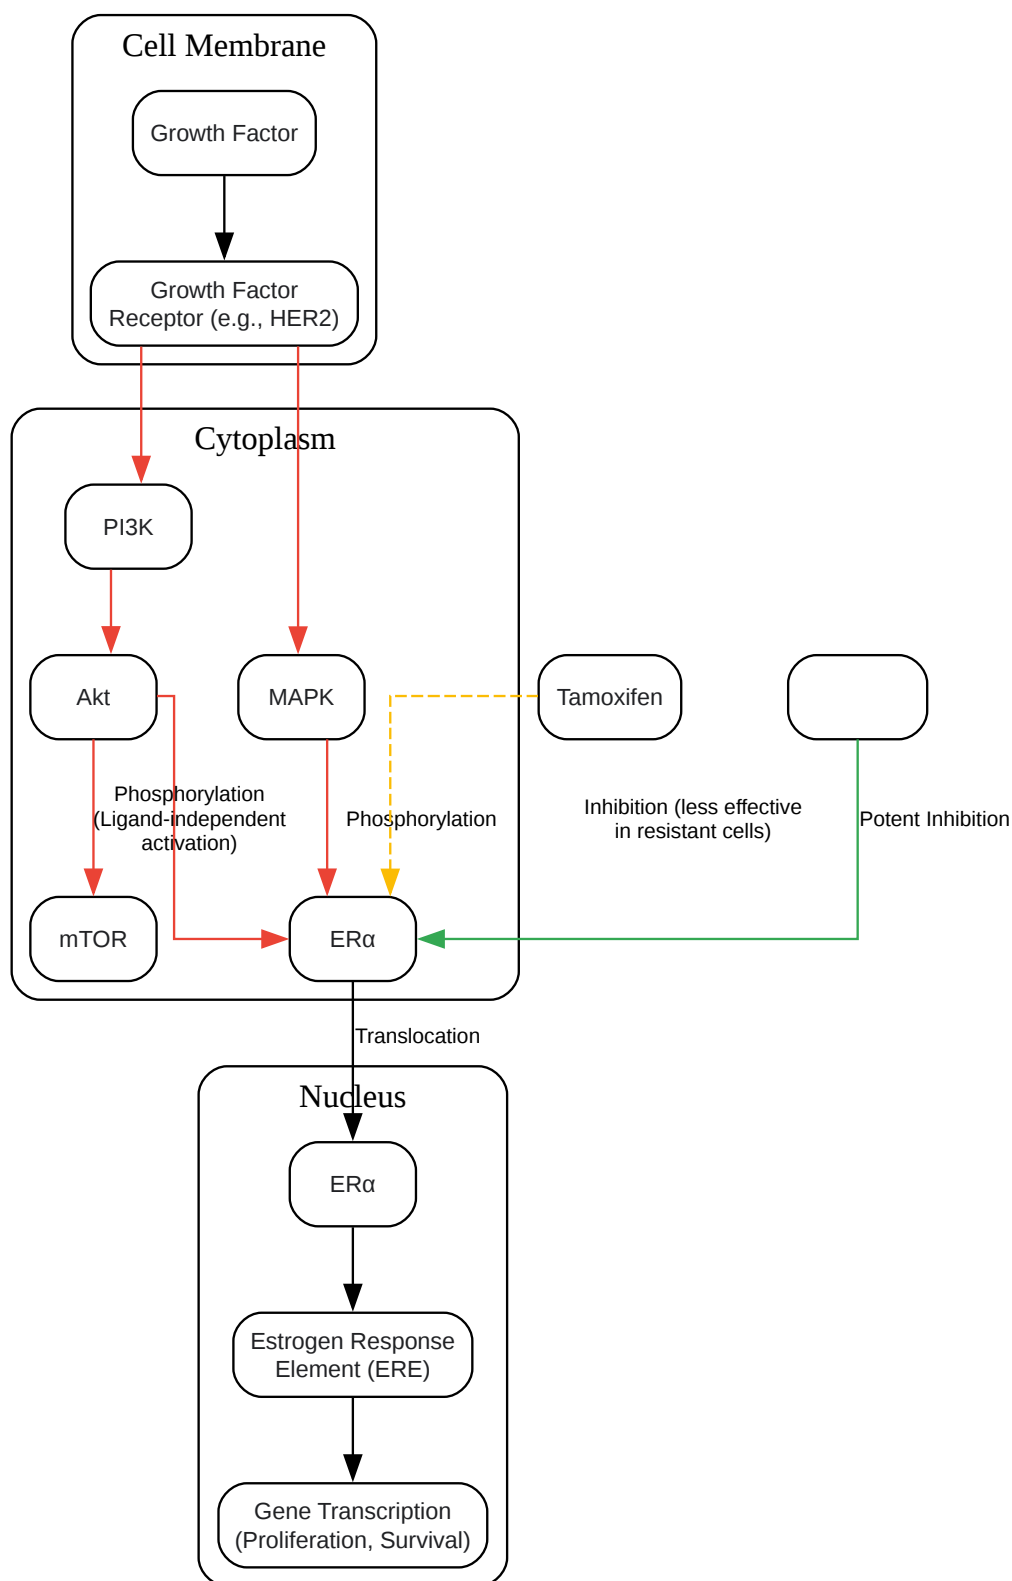 Cell Membrane
Growth Factor
Growth Factor
Receptor (e.g., HER2)
Cytoplasm
PI3K
Akt
MAPK
Tamoxifen
Phosphorylation
(Ligand-independent
activation)
Phosphorylation
Inhibition (less effective
in resistant cells)
Potent Inhibition
mTOR
ERα
Translocation
Nucleus
ERα
Estrogen Response
Element (ERE)
Gene Transcription
(Proliferation, Survival)